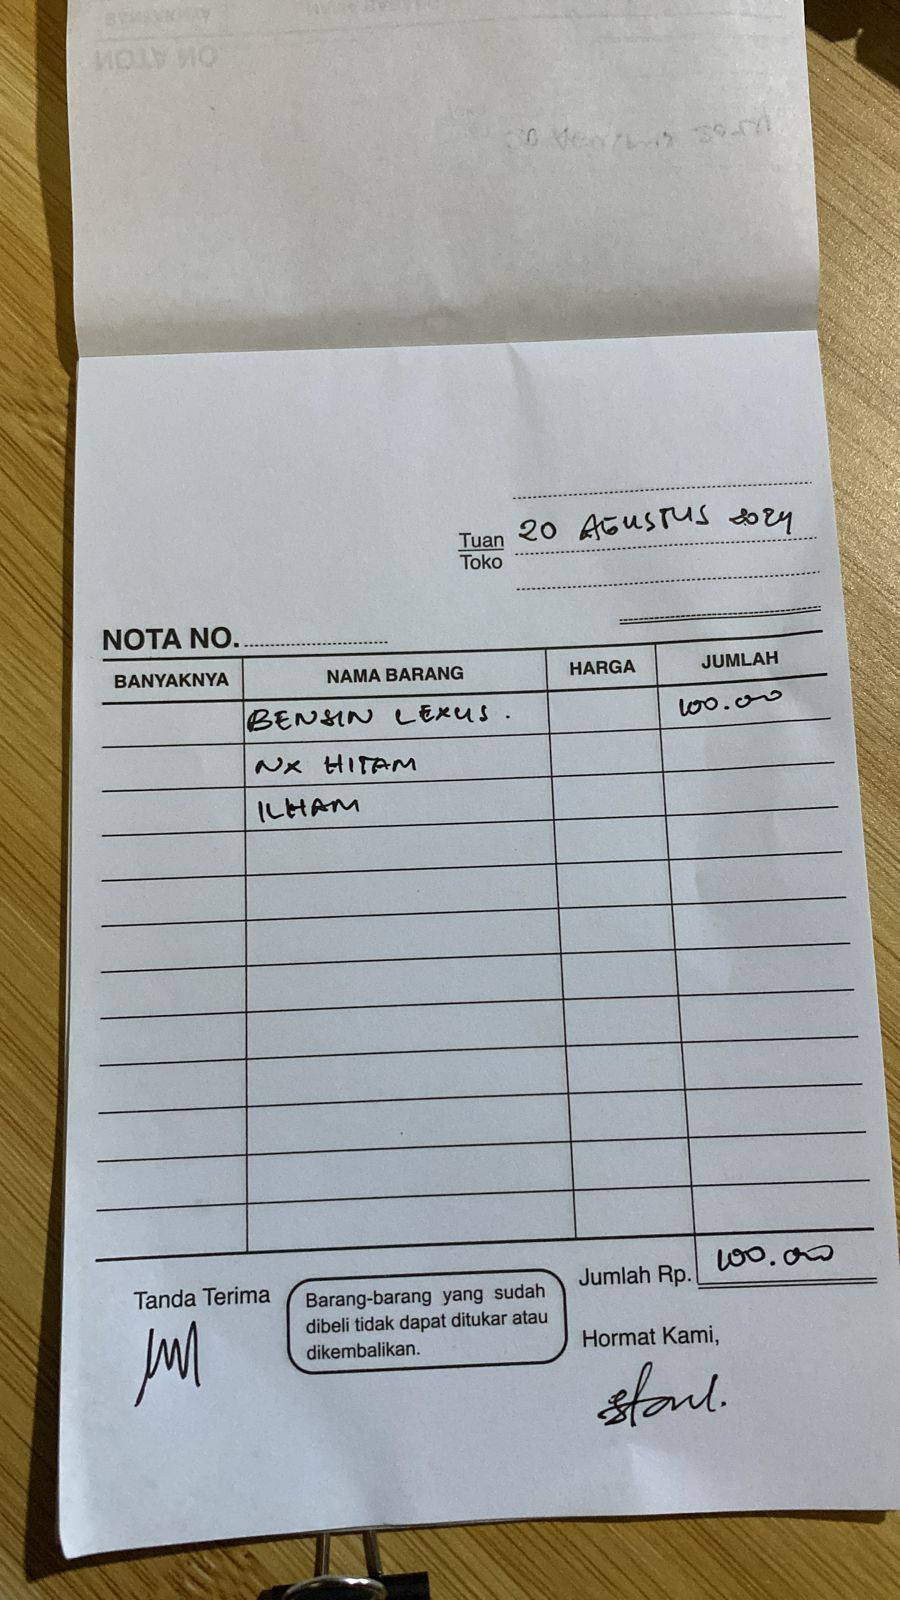 20 AGUSTUS 2024
Tuan
Toko
NOTA NO.
BANYAKNYA NAMA BARANG HARGA JUMLAH
BENSIN LEXUS. 100.000
NX HITAM
ILHAM
Jumlah Rp. 100.000
Tanda Terima
Barang-barang yang sudah
dibeli tidak dapat ditukar atau
dikembalikan.
Hormat Kami,